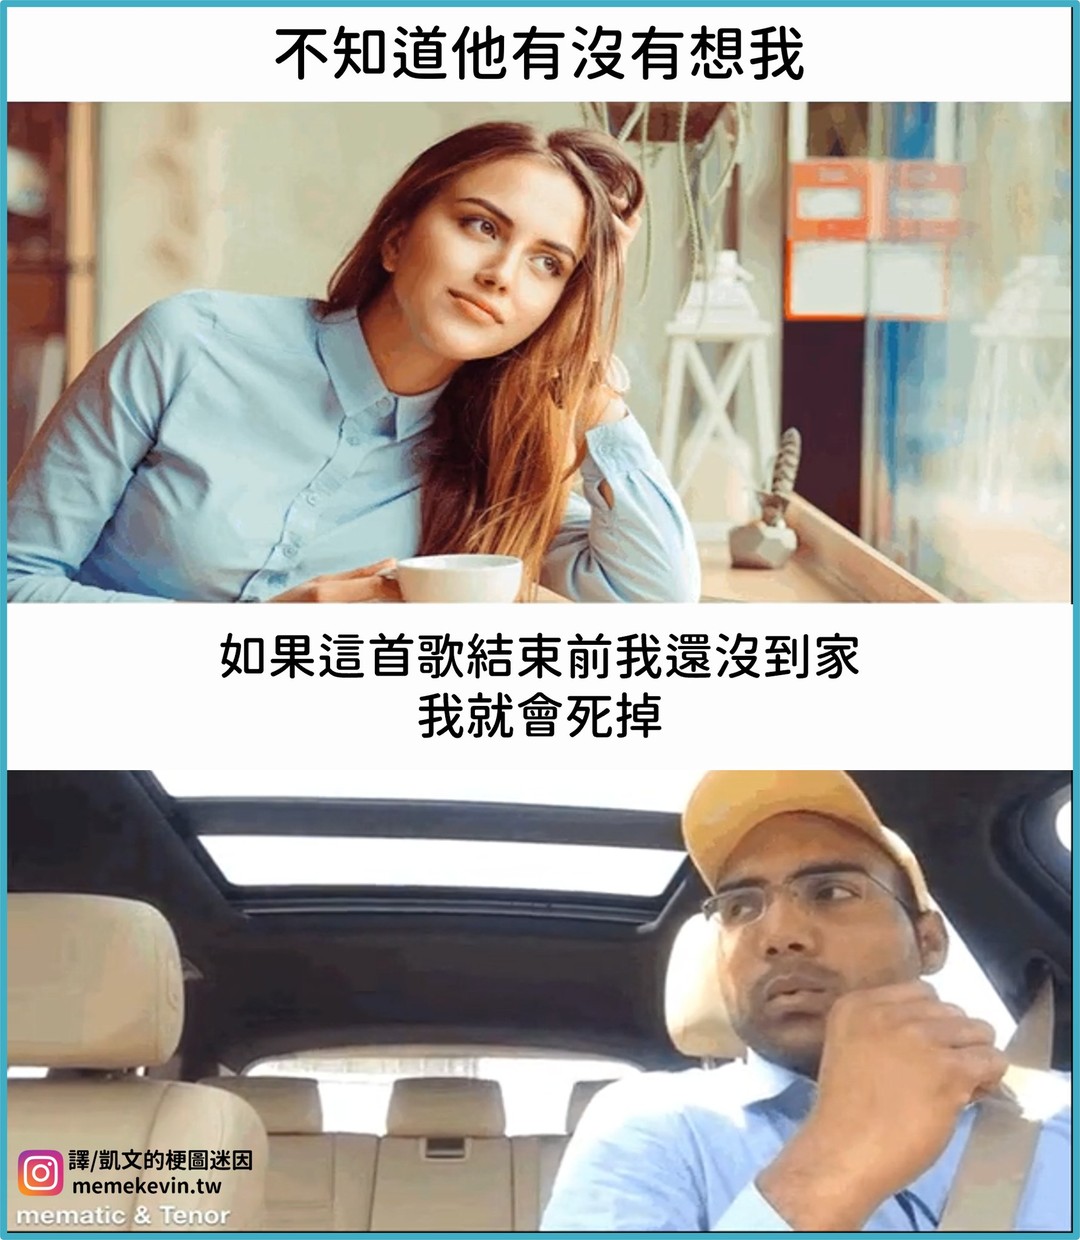 不知道他有沒有想我
如果這首歌結束前我還沒到家
我就會死掉
譯/凱文的梗圖迷因
memekevin.tw
mematic & Tenor